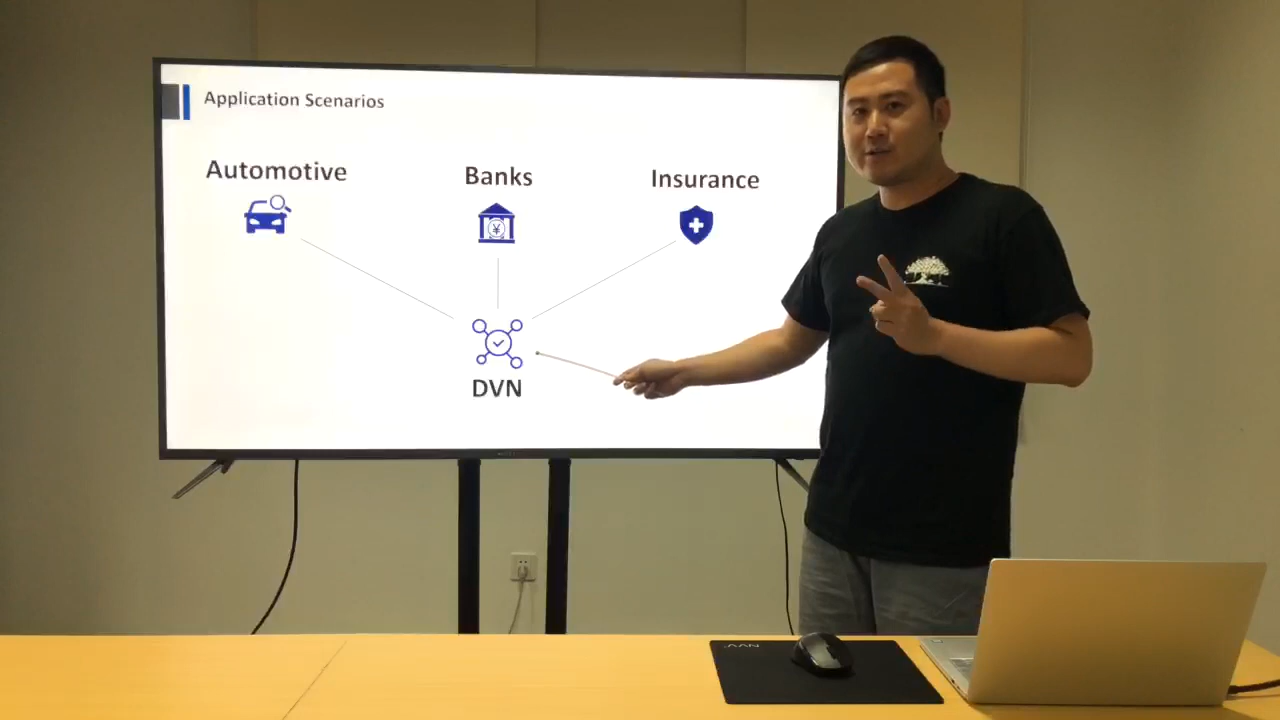 Application Scenarios
Automotive
Banks
Insurance
¥
DVN